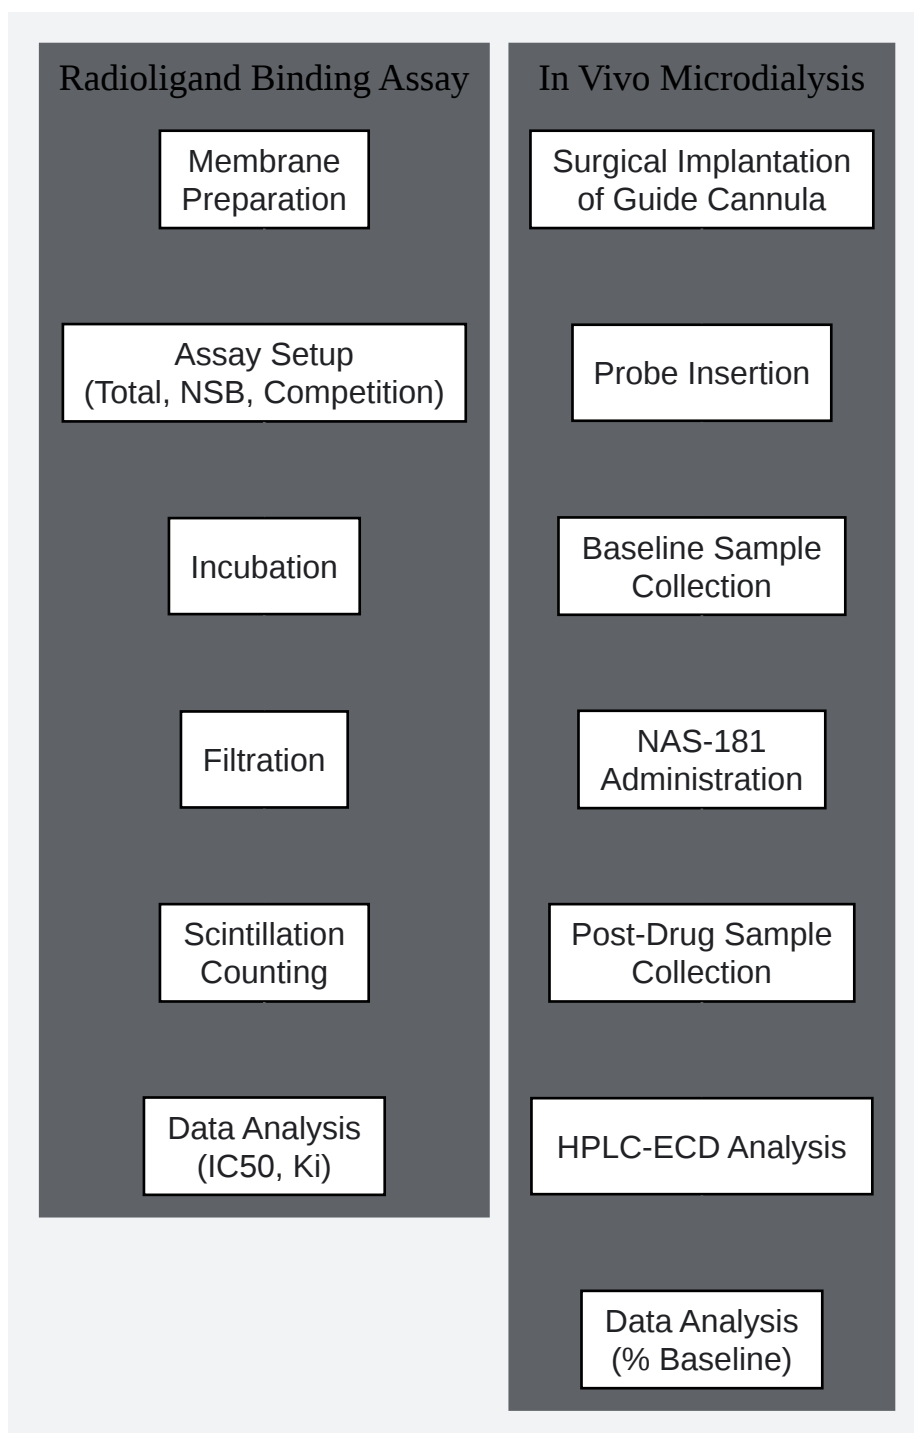 Radioligand Binding Assay
Membrane
Preparation
Assay Setup
(Total, NSB, Competition)
Incubation
Filtration
Scintillation
Counting
Data Analysis
(IC50, Ki)
In Vivo Microdialysis
Surgical Implantation
of Guide Cannula
Probe Insertion
Baseline Sample
Collection
NAS-181
Administration
Post-Drug Sample
Collection
HPLC-ECD Analysis
Data Analysis
(% Baseline)